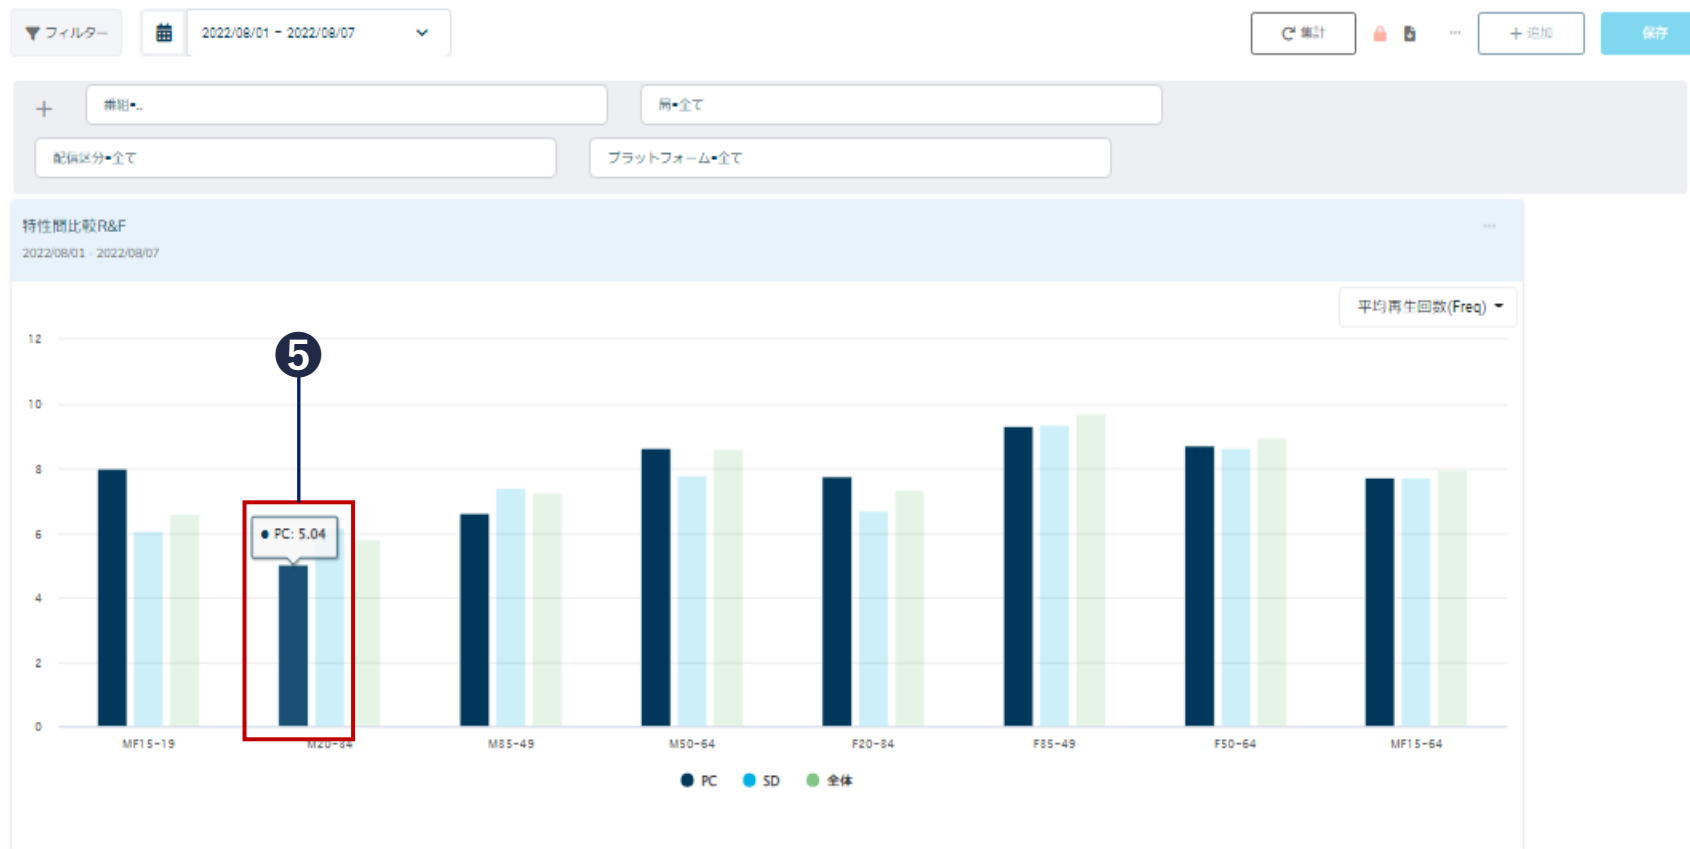 フィルター
2022/08/01 - 2022/08/07
集計
...
+ 追加
保存
+
番組=..
局=全て
配信区分=全て
プラットフォーム=全て
特性間比較R&F
...
2022/08/01 - 2022/08/07
平均再生回数(Freq)
12
10
8
6
4
2
0
5
PC: 5.04
MF15-19
M20-34
M35-49
M50-64
F20-34
F35-49
F50-64
MF15-64
PC
SD
全体